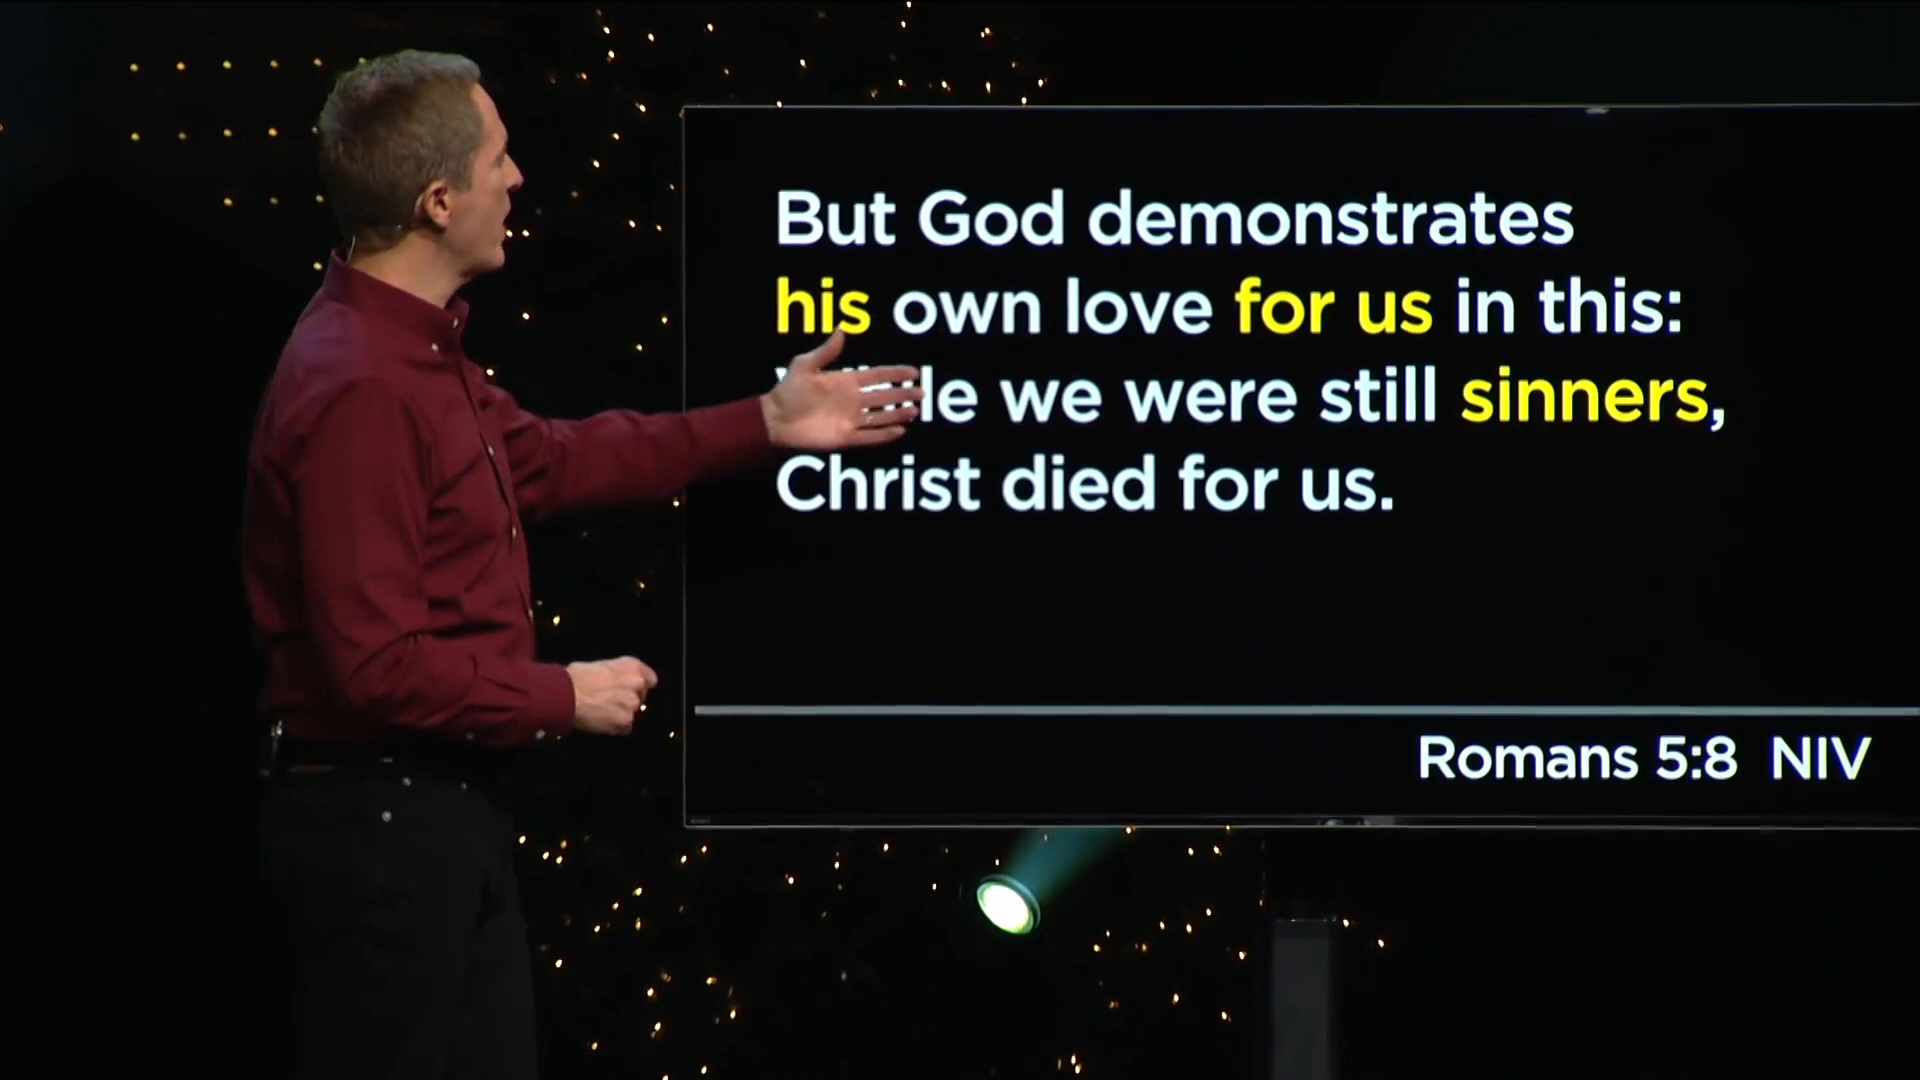 But God demonstrates
his own love for us in this:
we were still sinners,
Christ died for us.
Romans 5:8 NIV